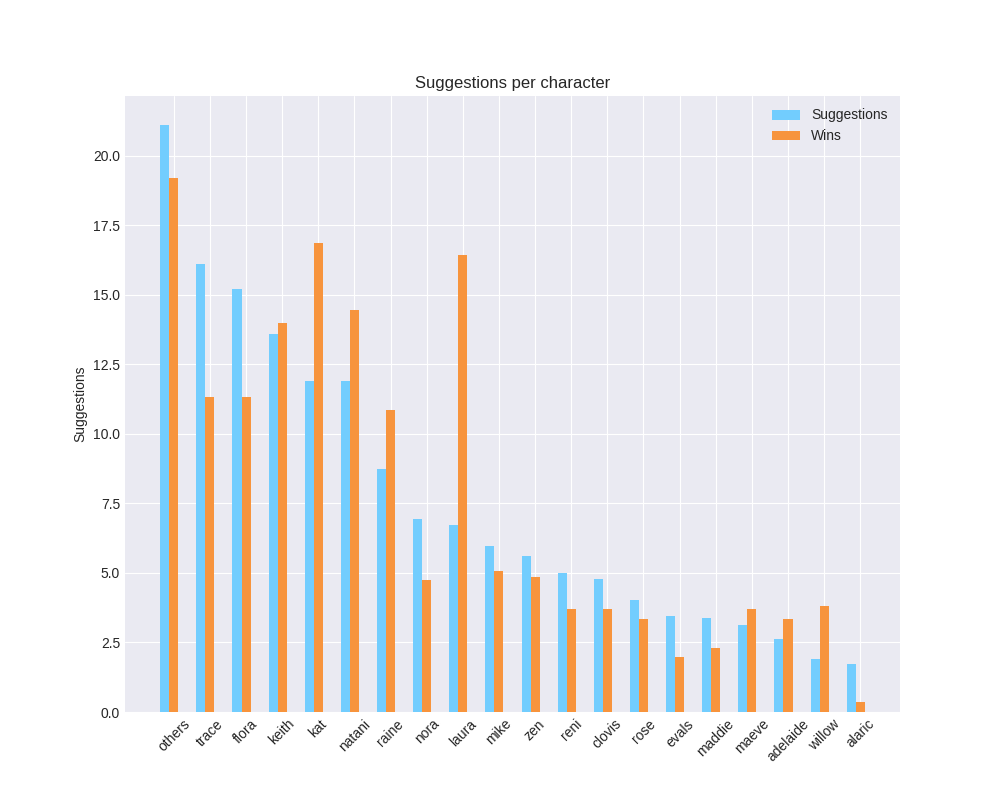 Suggestions per character
Suggestions
Wins
Suggestions
20.0
17.5
15.0
12.5
10.0
7.5
5.0
2.5
0.0
others trace flora keith kat natani raine nora laura mike zen reni clovis rose evals maddie maeve adelaide willow alaric